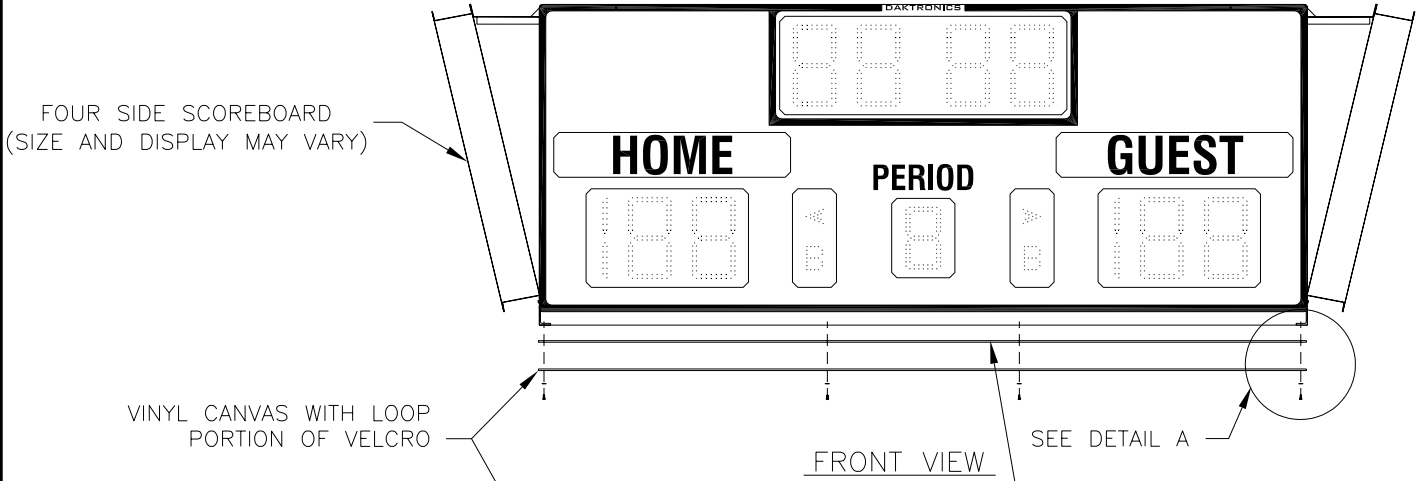 DAKTRONICS
FOUR SIDE SCOREBOARD
(SIZE AND DISPLAY MAY VARY)
HOME
GUEST
PERIOD
A
A
B
B
VINYL CANVAS WITH LOOP
PORTION OF VELCRO
SEE DETAIL A
FRONT VIEW